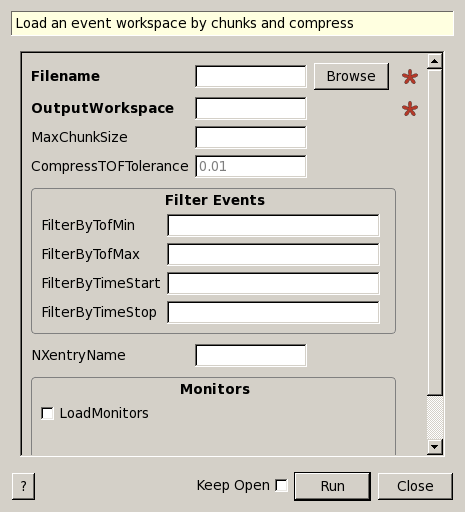 Load an event workspace by chunks and compress
Filename Browse *
OutputWorkspace *
MaxChunkSize
CompressTOFTolerance 0.01
Filter Events
FilterByTofMin
FilterByTofMax
FilterByTimeStart
FilterByTimeStop
NXentryName
Monitors
LoadMonitors
? Keep Open Run Close